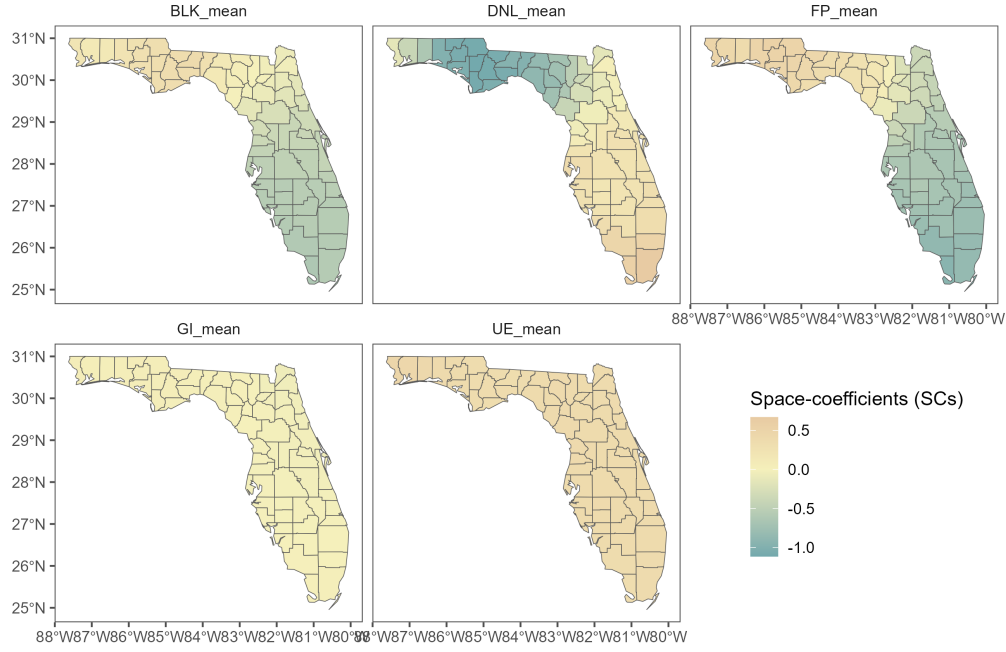 BLK_mean DNL_mean FP_mean
31°N
30°N
29°N
28°N
27°N
26°N
25°N
88°W87°W86°W85°W84°W83°W82°W81°W80°W
GI_mean UE_mean
31°N
30°N
29°N
28°N
27°N
26°N
25°N
88°W87°W86°W85°W84°W83°W82°W81°W80°W
88°W87°W86°W85°W84°W83°W82°W81°W80°W
Space-coefficients (SCs)
0.5
0.0
-0.5
-1.0